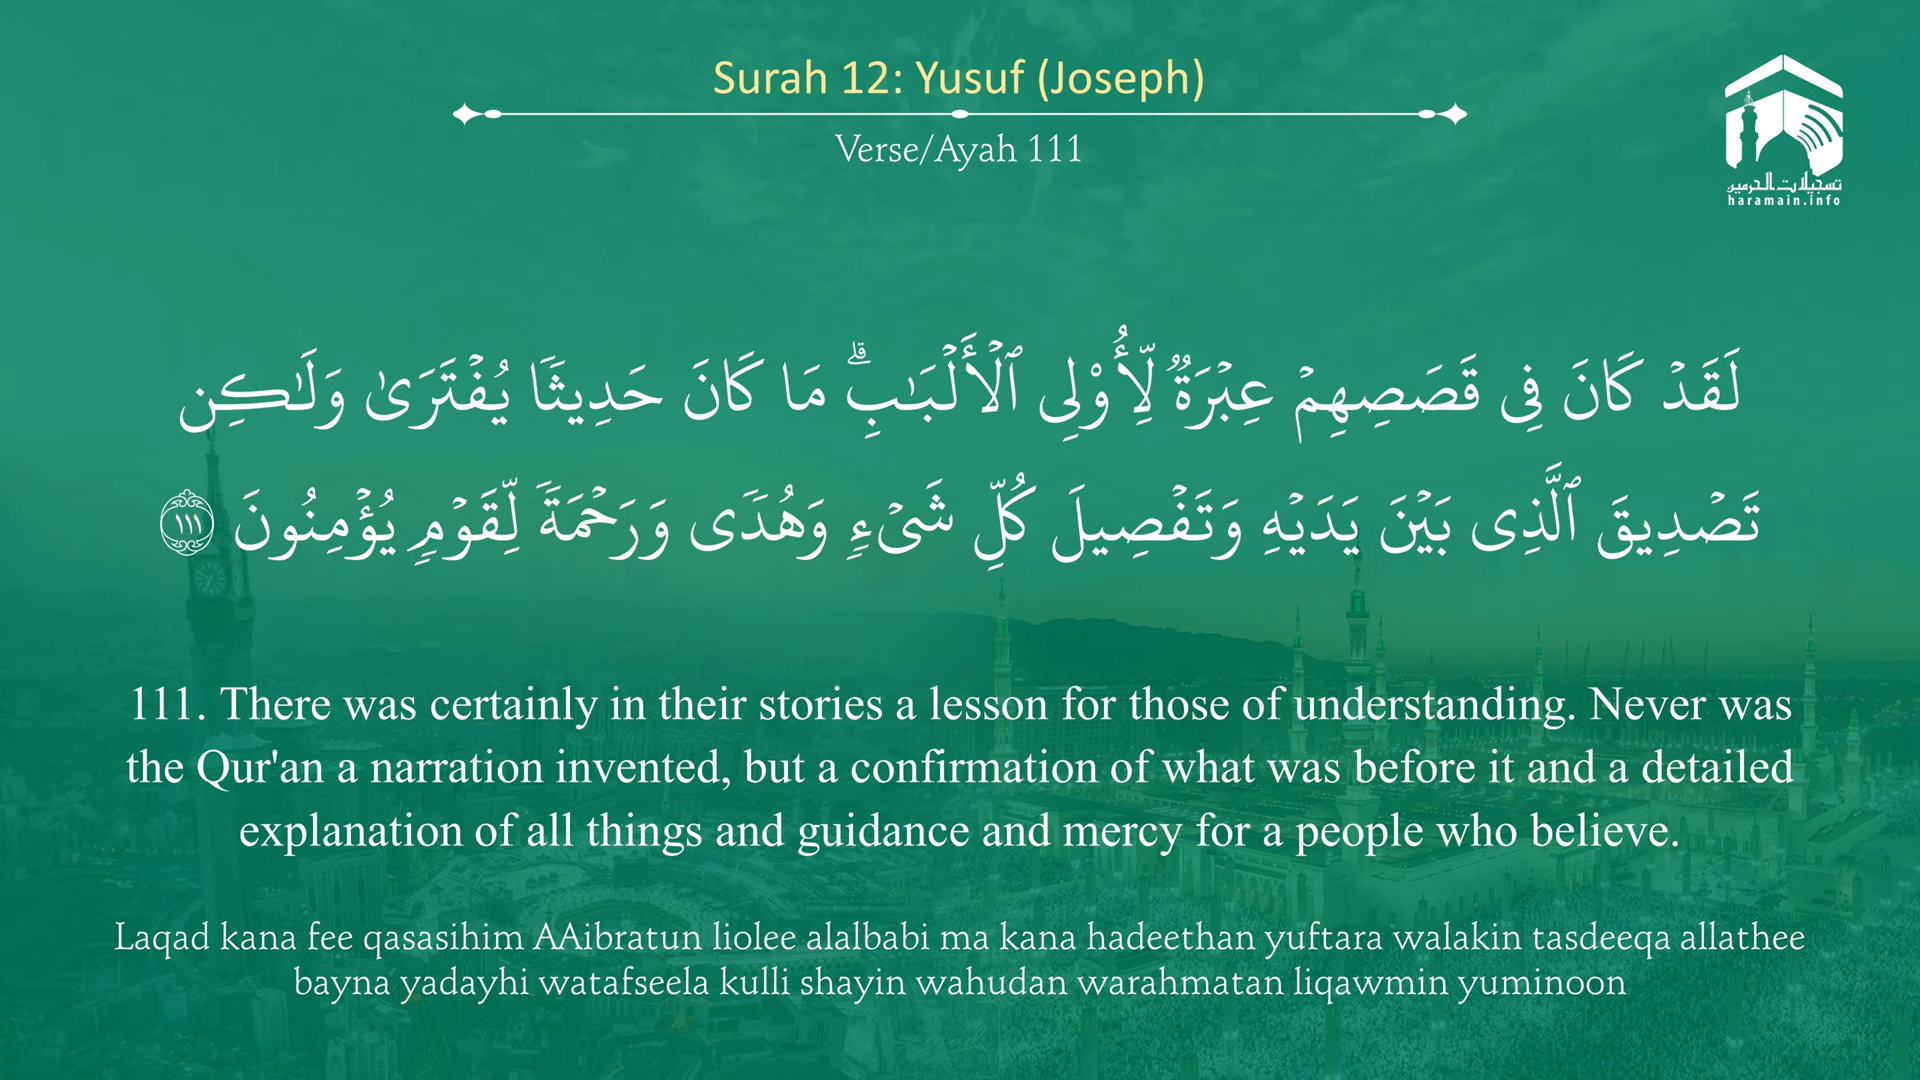 Surah 12: Yusuf (Joseph)
Verse/Ayah 111
تسجيلات الحرمين
haramain.info
لَقَدْ كَانَ فِى قَصَصِهِمْ عِبْرَةٌ لِّأُو۟لِى ٱلْأَلْبَـٰبِ ۗ مَا كَانَ حَدِيثًا يُفْتَرَىٰ وَلَـٰكِن
تَصْدِيقَ ٱلَّذِى بَيْنَ يَدَيْهِ وَتَفْصِيلَ كُلِّ شَىْءٍ وَهُدًى وَرَحْمَةً لِّقَوْمٍ يُؤْمِنُونَ ١١١
111. There was certainly in their stories a lesson for those of understanding. Never was
the Qur'an a narration invented, but a confirmation of what was before it and a detailed
explanation of all things and guidance and mercy for a people who believe.
Laqad kana fee qasasihim AAibratun liolee alalbabi ma kana hadeethan yuftara walakin tasdeeqa allathee
bayna yadayhi watafseela kulli shayin wahudan warahmatan liqawmin yuminoon